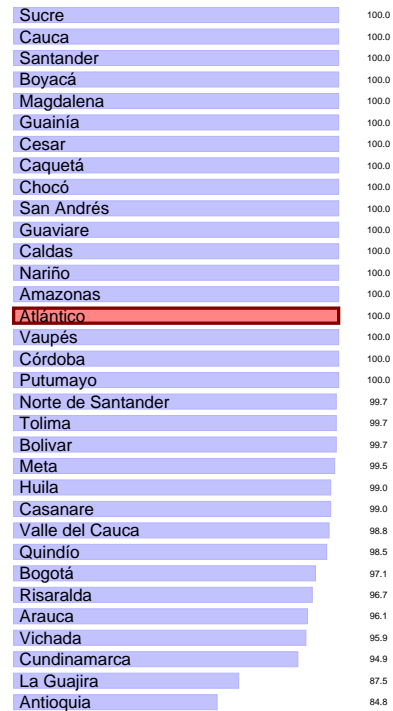 Sucre 100.0
Cauca 100.0
Santander 100.0
Boyacá 100.0
Magdalena 100.0
Guainía 100.0
Cesar 100.0
Caquetá 100.0
Chocó 100.0
San Andrés 100.0
Guaviare 100.0
Caldas 100.0
Nariño 100.0
Amazonas 100.0
Atlántico 100.0
Vaupés 100.0
Córdoba 100.0
Putumayo 100.0
Norte de Santander 99.7
Tolima 99.7
Bolivar 99.7
Meta 99.5
Huila 99.0
Casanare 99.0
Valle del Cauca 98.8
Quindío 98.5
Bogotá 97.1
Risaralda 96.7
Arauca 96.1
Vichada 95.9
Cundinamarca 94.9
La Guajira 87.5
Antioquia 84.8